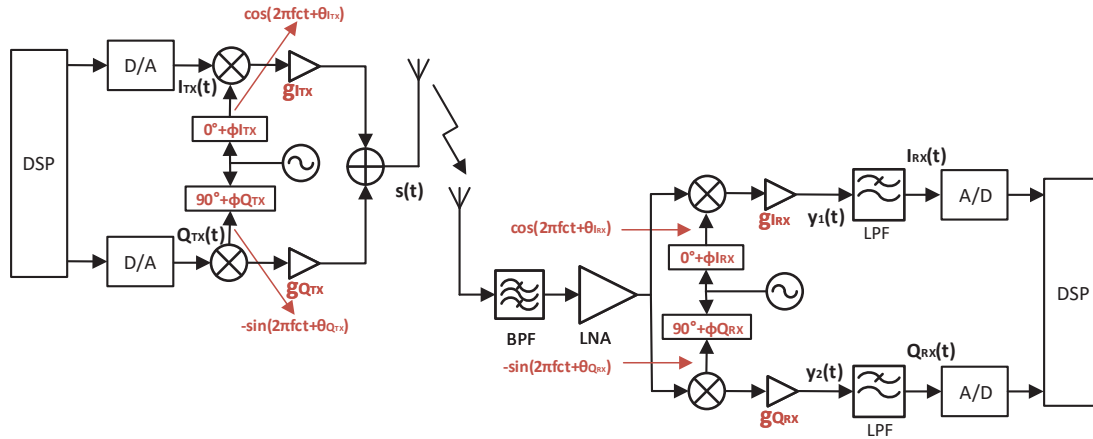 cos(2πfct+θITX)
D/A
ITX(t)
gITX
0°+ϕITX
DSP
90°+ϕQTX
s(t)
QTX(t)
D/A
gQTX
-sin(2πfct+θQTX)
BPF
LNA
cos(2πfct+θIRX)
0°+ϕIRX
gIRX
y1(t)
IRX(t)
LPF
A/D
DSP
90°+ϕQRX
-sin(2πfct+θQRX)
gQRX
y2(t)
QRX(t)
LPF
A/D